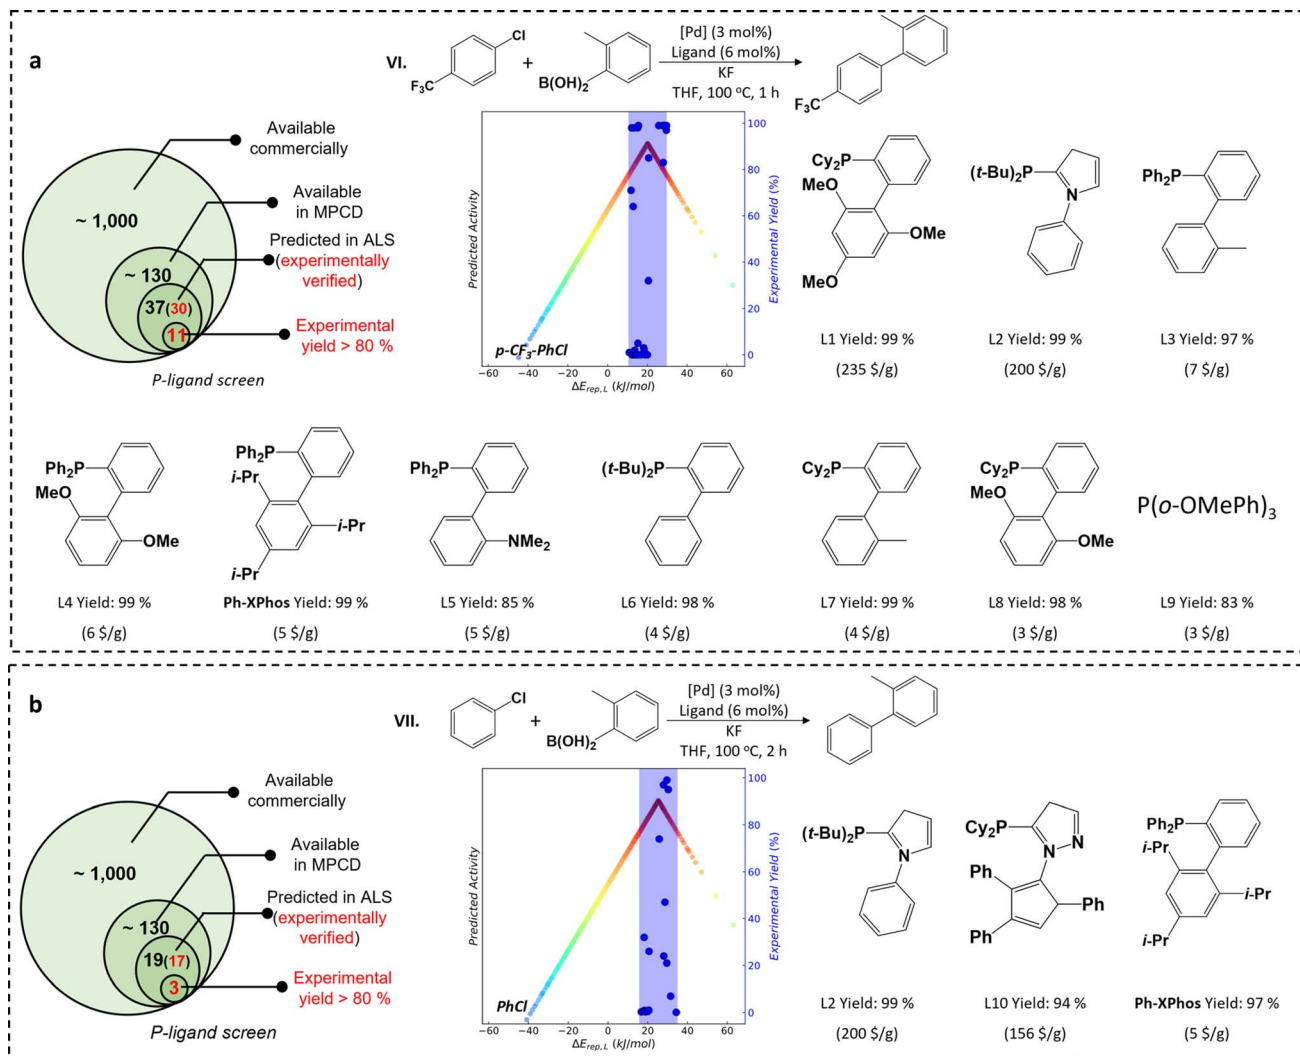 a
VI.
Cl
F3C
+
B(OH)2
[Pd] (3 mol%)
Ligand (6 mol%)
KF
THF, 100 °C, 1 h
F3C
Available
commercially
Available
in MPCD
Predicted in ALS
(experimentally
verified)
Experimental
yield > 80 %
~ 1,000
~ 130
37(30)
11
P-ligand screen
Predicted Activity
Experimental Yield (%)
100
80
60
40
20
0
p-CF3-PhCl
−60 −40 −20 0 20 40 60
ΔErep,L (kJ/mol)
Cy2P
MeO
OMe
MeO
L1 Yield: 99 %
(235 $/g)
(t-Bu)2P
N
L2 Yield: 99 %
(200 $/g)
Ph2P
L3 Yield: 97 %
(7 $/g)
Ph2P
MeO
OMe
L4 Yield: 99 %
(6 $/g)
Ph2P
i-Pr
i-Pr
i-Pr
Ph-XPhos Yield: 99 %
(5 $/g)
Ph2P
NMe2
L5 Yield: 85 %
(5 $/g)
(t-Bu)2P
L6 Yield: 98 %
(4 $/g)
Cy2P
L7 Yield: 99 %
(4 $/g)
Cy2P
MeO
OMe
L8 Yield: 98 %
(3 $/g)
P(o-OMePh)3
L9 Yield: 83 %
(3 $/g)
b
VII.
Cl
+
B(OH)2
[Pd] (3 mol%)
Ligand (6 mol%)
KF
THF, 100 °C, 2 h
Available
commercially
Available
in MPCD
Predicted in ALS
(experimentally
verified)
Experimental
yield > 80 %
~ 1,000
~ 130
19(17)
3
P-ligand screen
Predicted Activity
Experimental Yield (%)
100
80
60
40
20
0
PhCl
−60 −40 −20 0 20 40 60
ΔErep,L (kJ/mol)
(t-Bu)2P
N
L2 Yield: 99 %
(200 $/g)
Cy2P
N
N
Ph
Ph
Ph
L10 Yield: 94 %
(156 $/g)
Ph2P
i-Pr
i-Pr
i-Pr
Ph-XPhos Yield: 97 %
(5 $/g)